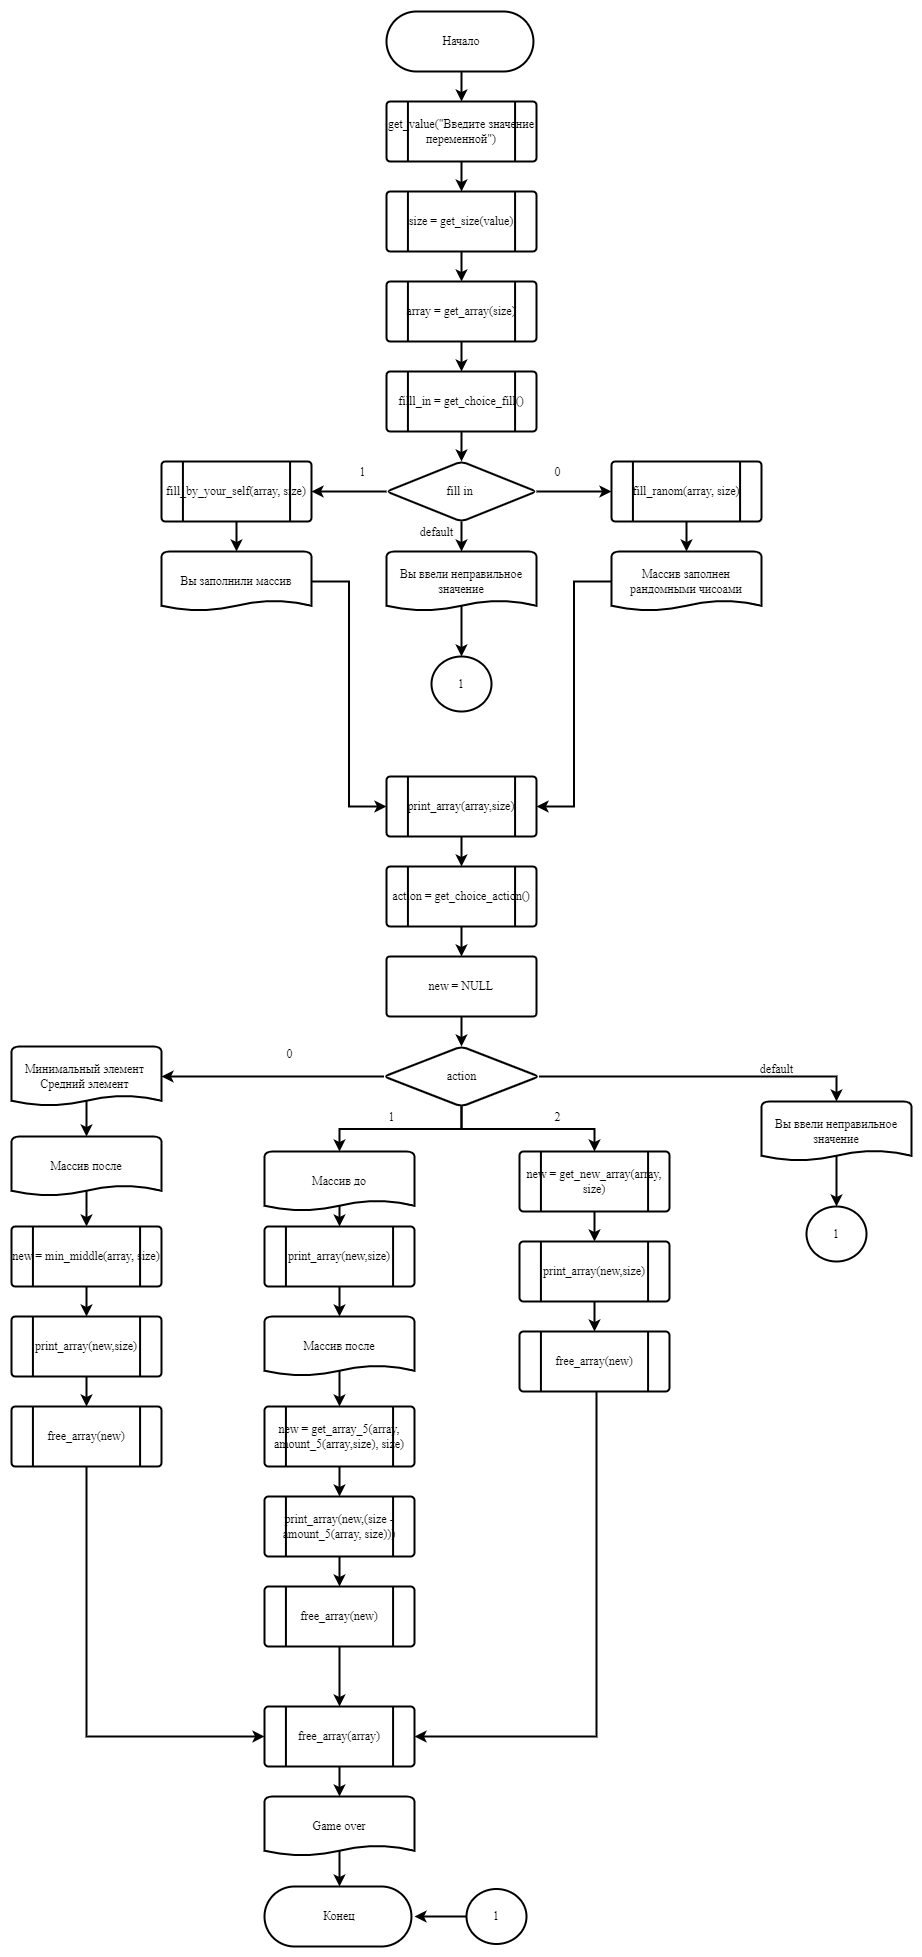 Начало
get_value("Введите значение
переменной")
size = get_size(value)
array = get_array(size)
filll_in = get_choice_fill()
1
fill in
0
fill_by_your_self(array, size)
fill_ranom(array, size)
default
Вы заполнили массив
Вы ввели неправильное
значение
Массив заполнен
рандомными чисоами
1
print_array(array,size)
action = get_choice_action()
new = NULL
0
action
default
Минимальный элемент
Средний элемент
1
2
Вы ввели неправильное
значение
Массив после
Массив до
new = get_new_array(array,
size)
1
new = min_middle(array, size)
print_array(new,size)
print_array(new,size)
print_array(new,size)
Массив после
free_array(new)
free_array(new)
new = get_array_5(array,
amount_5(array,size), size)
print_array(new,(size -
amount_5(array, size)))
free_array(new)
free_array(array)
Game over
Конец
1